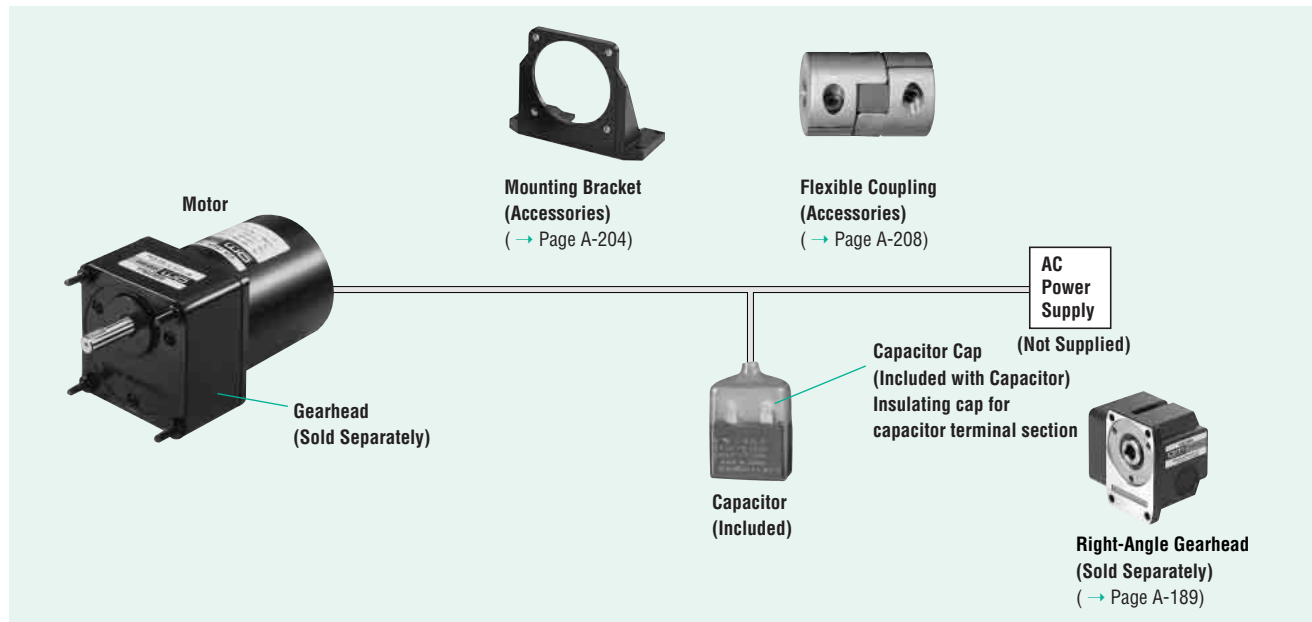 Mounting Bracket
(Accessories)
( → Page A-204)
Flexible Coupling
(Accessories)
( → Page A-208)
Motor
AC
Power
Supply
(Not Supplied)
Gearhead
(Sold Separately)
Capacitor Cap
(Included with Capacitor)
Insulating cap for
capacitor terminal section
Capacitor
(Included)
Right-Angle Gearhead
(Sold Separately)
( → Page A-189)